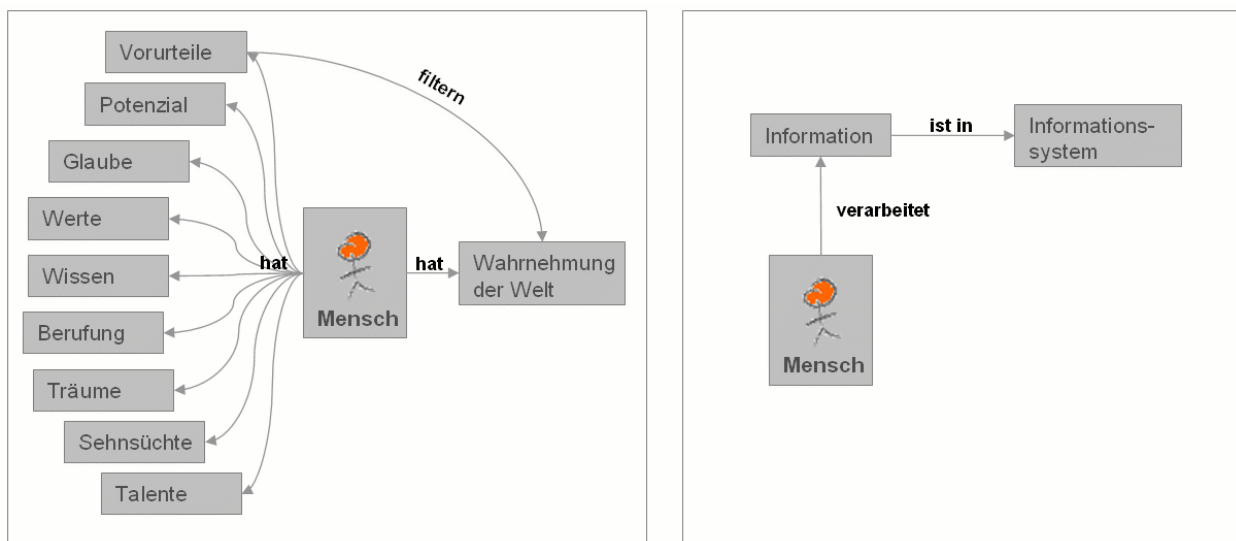 Vorurteile
Potenzial
Glaube
Werte
Wissen
Berufung
Träume
Sehnsüchte
Talente
hat
Mensch
hat
filtern
Wahrnehmung
der Welt
Information
ist in
Informations-
system
verarbeitet
Mensch